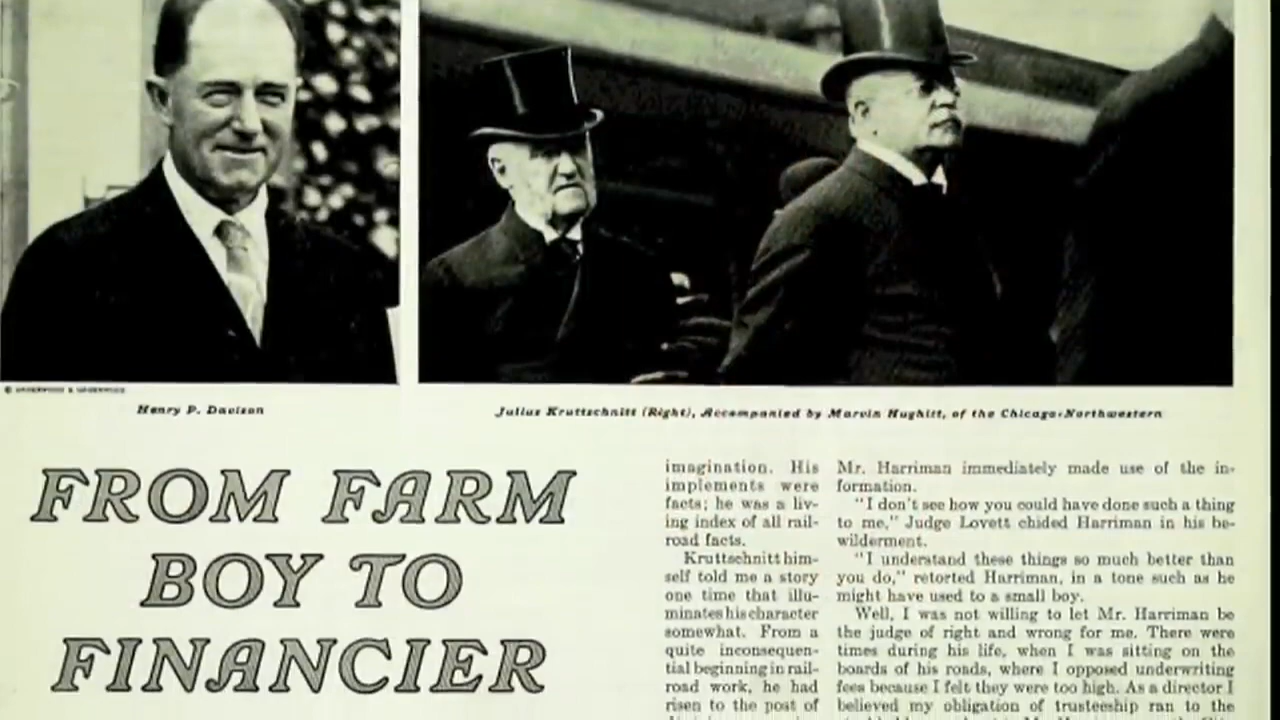 © UNDERWOOD & UNDERWOOD
Henry P. Davison
Julius Kruttschnitt (Right), Accompanied by Marvin Hughitt, of the Chicago-Northwestern
FROM FARM
BOY TO
FINANCIER
imagination. His
implements were
facts; he was a liv-
ing index of all rail-
road facts.
Kruttschnitt him-
self told me a story
one time that illu-
minates his character
somewhat. From a
quite inconsequen-
tial beginning in rail-
road work, he had
risen to the post of
Mr. Harriman immediately made use of the in-
formation.
"I don't see how you could have done such a thing
to me," Judge Lovett chided Harriman in his be-
wilderment.
"I understand these things so much better than
you do," retorted Harriman, in a tone such as he
might have used to a small boy.
Well, I was not willing to let Mr. Harriman be
the judge of right and wrong for me. There were
times during his life, when I was sitting on the
boards of his roads, where I opposed underwriting
fees because I felt they were too high. As a director I
believed my obligation of trusteeship ran to the